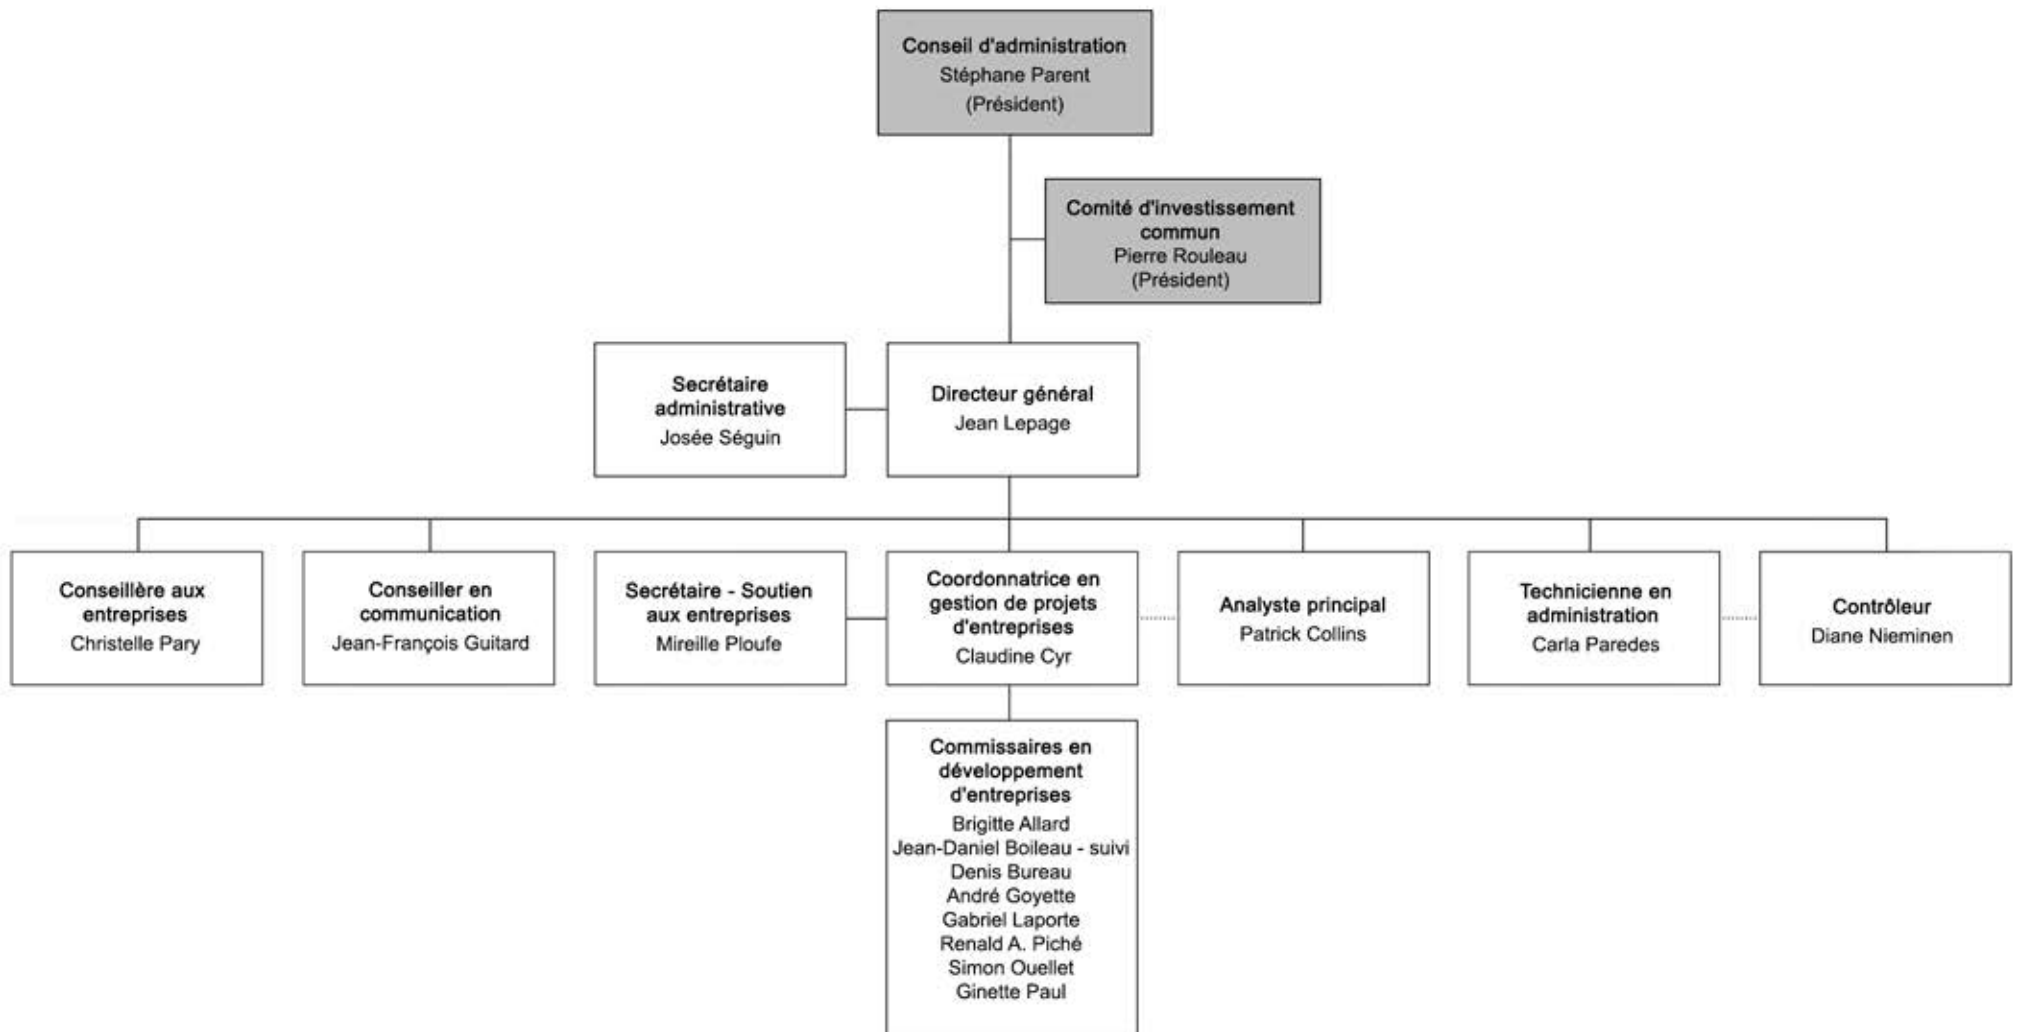 Conseil d'administration
Stéphane Parent
(Président)
Comité d'investissement
commun
Pierre Rouleau
(Président)
Secrétaire
administrative
Josée Séguin
Directeur général
Jean Lepage
Conseillère aux
entreprises
Christelle Pary
Conseiller en
communication
Jean-François Guitard
Secrétaire - Soutien
aux entreprises
Mireille Ploufe
Coordonnatrice en
gestion de projets
d'entreprises
Claudine Cyr
Analyste principal
Patrick Collins
Technicienne en
administration
Carla Paredes
Contrôleur
Diane Nieminen
Commissaires en
développement
d'entreprises
Brigitte Allard
Jean-Daniel Boileau - suivi
Denis Bureau
André Goyette
Gabriel Laporte
Renald A. Piché
Simon Ouellet
Ginette Paul